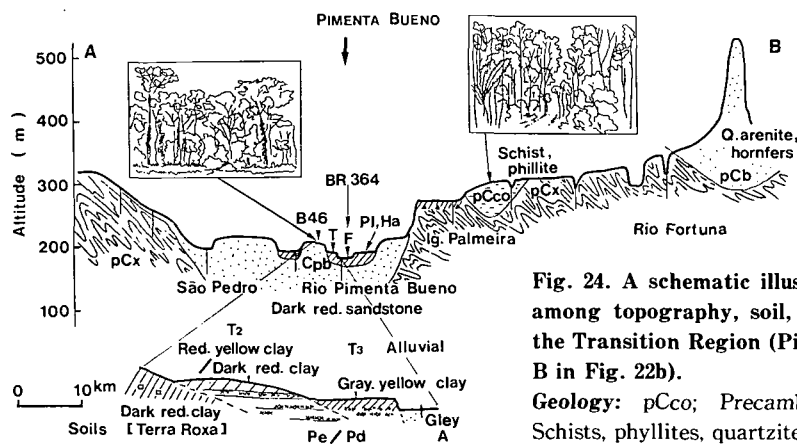 PIMENTA BUENO
A
B
500
400
300
200
100
Altitude ( m )
Q. arenite,
hornfers
pCb
Schist,
phillite
pCco
pCx
BR 364
B46
T
F
Pl, Ha
Ig. Palmeira
Rio Fortuna
pCx
Cpb
São Pedro
Rio Pimenta Bueno
Dark red. sandstone
T2
Red. yellow clay
Dark red. clay
T3 Alluvial
Gray. yellow clay
0
10km
Dark red. clay
[ Terra Roxa ]
Soils
Pe / Pd
Gley
A
Fig. 24. A schematic illus
among topography, soil,
the Transition Region (Pi
B in Fig. 22b).
Geology: pCco; Precamb
Schists, phyllites, quartzite